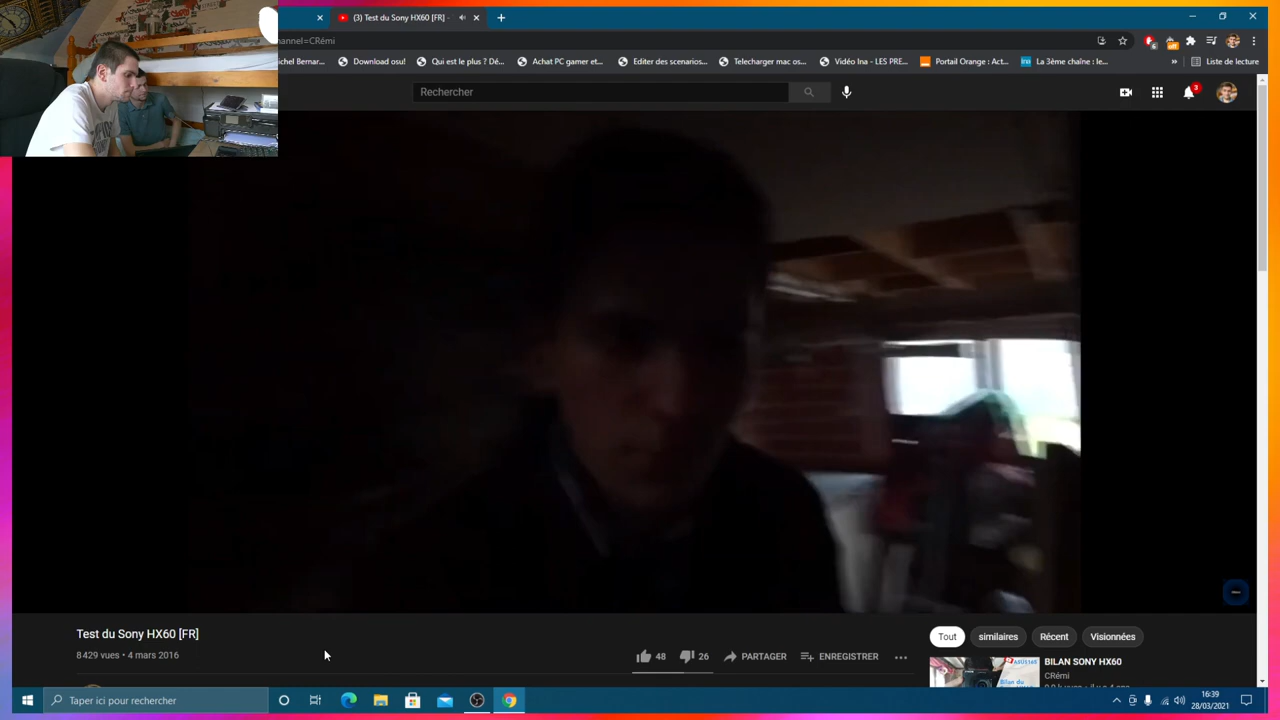 (3) Test du Sony HX60 [FR] -
hannel=CRémi
ichel Bernar...
Download osu!
Qui est le plus ? Dé...
Achat PC gamer et...
Editer des scenarios...
Telecharger mac os...
Vidéo Ina - LES PRE...
Portail Orange : Act...
La 3ème chaîne : le...
»
Liste de lecture
Rechercher
3
Test du Sony HX60 [FR]
8 429 vues • 4 mars 2016
48
26
PARTAGER
ENREGISTRER
Tout
similaires
Récent
Visionnées
BILAN SONY HX60
CRémi
Taper ici pour rechercher
16:39
28/03/2021